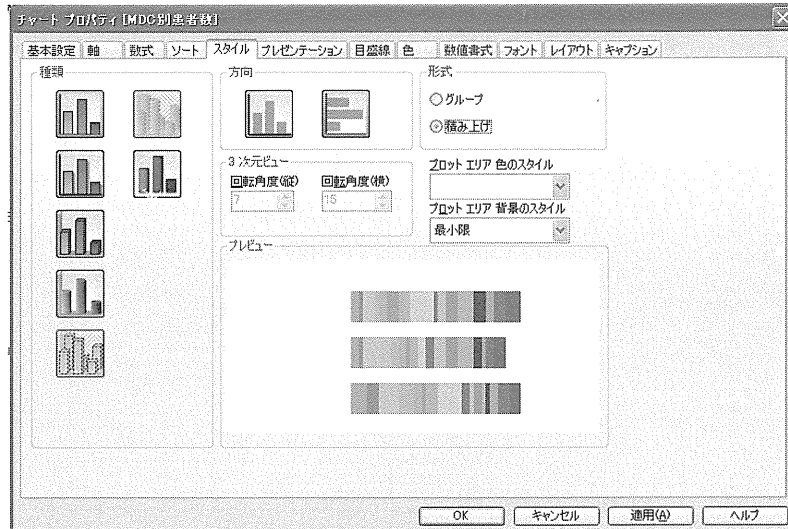 チャート プロパティ [MDC別患者数]
基本設定 軸 数式 ソート スタイル プレゼンテーション 目盛線 色 数値書式 フォント レイアウト キャプション
種類
方向
形式
グループ
積み上げ
3 次元ビュー
回転角度(縦) 回転角度(横)
7 15
プロット エリア 色のスタイル
プロット エリア 背景のスタイル
最小限
プレビュー
OK キャンセル 適用(A) ヘルプ